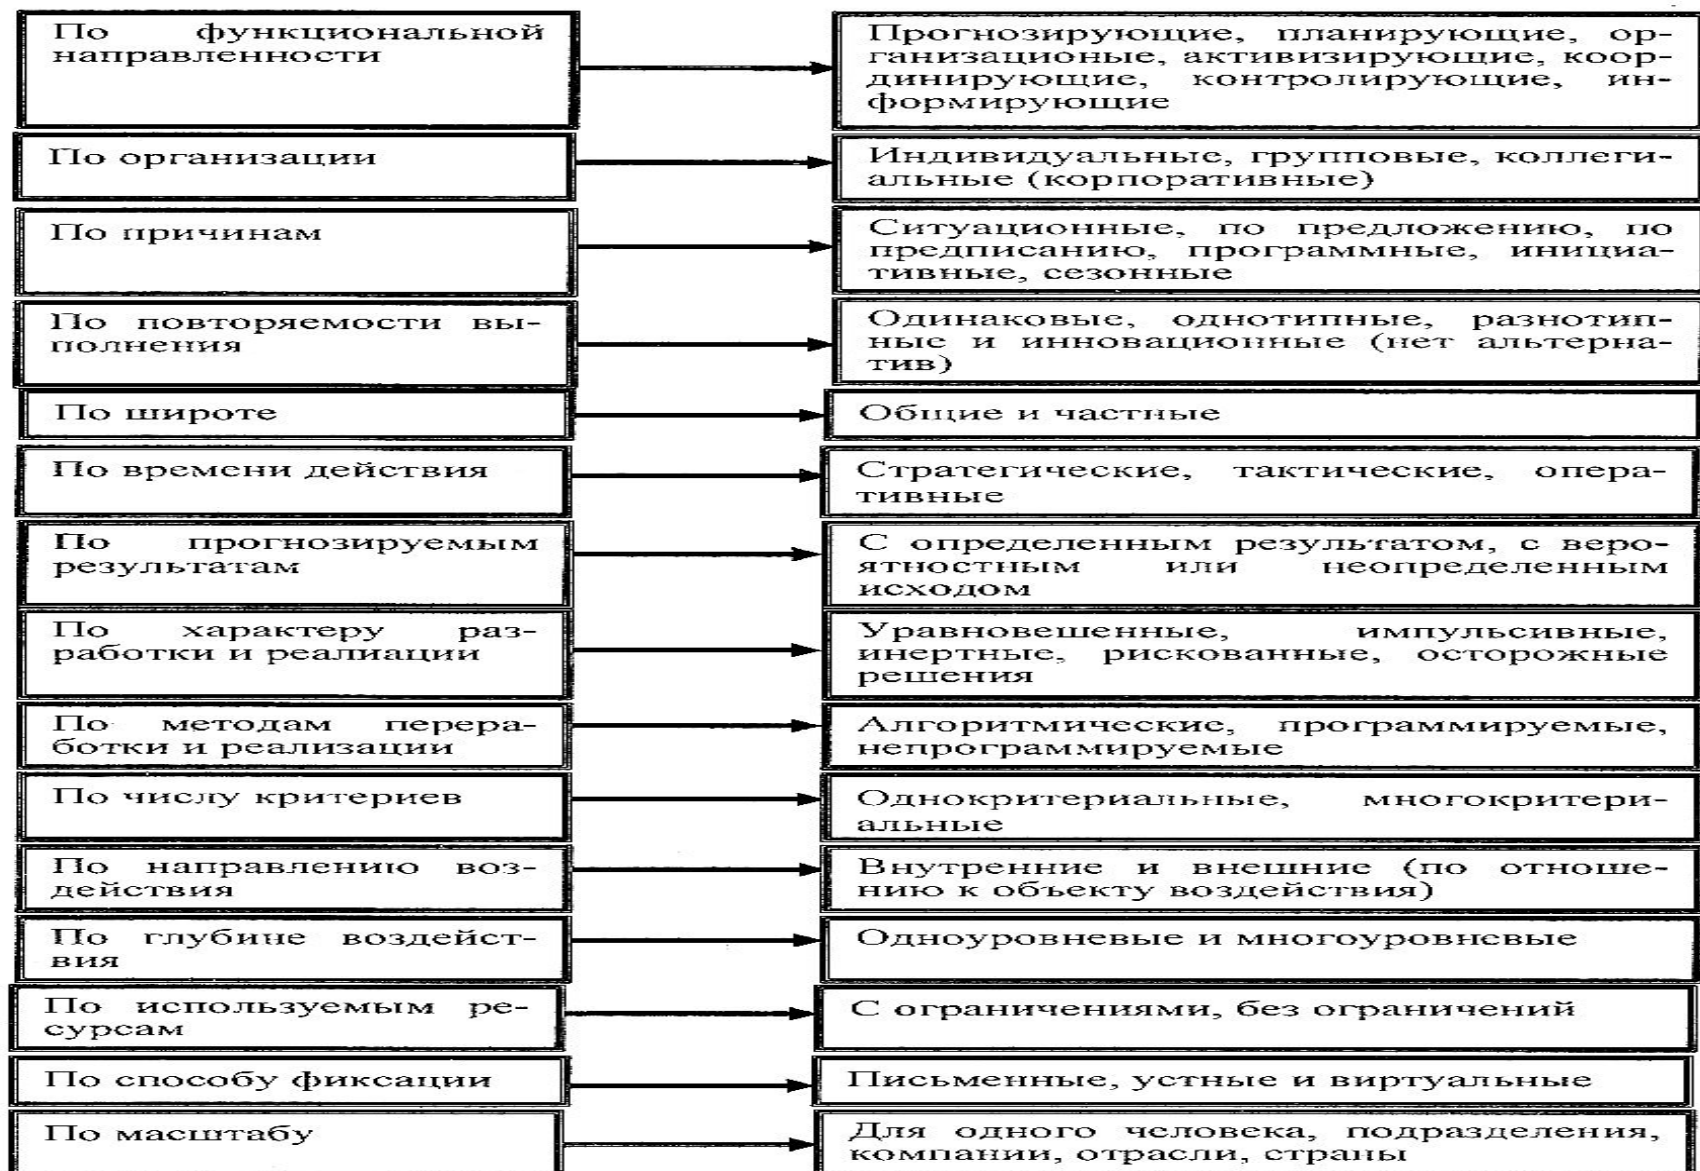 По функциональной
направленности
Прогнозирующие, планирующие, ор-
ганизационые, активизирующие, коор-
динирующие, контролирующие, ин-
формирующие
По организации
Индивидуальные, групповые, коллеги-
альные (корпоративные)
По причинам
Ситуационные, по предложению, по
предписанию, программные, инициа-
тивные, сезонные
По повторяемости вы-
полнения
Одинаковые, однотипные, разнотип-
ные и инновационные (нет альтерна-
тив)
По широте
Общие и частные
По времени действия
Стратегические, тактические, опера-
тивные
По прогнозируемым
результатам
С определенным результатом, с веро-
ятностным или неопределенным
исходом
По характеру раз-
работки и реалиации
Уравновешенные, импульсивные,
инертные, рискованные, осторожные
решения
По методам перера-
ботки и реализации
Алгоритмические, программируемые,
непрограммируемые
По числу критериев
Однокритериальные, многокритери-
альные
По направлению воз-
действия
Внутренние и внешние (по отноше-
нию к объекту воздействия)
По глубине воздейст-
вия
Одноуровневые и многоуровневые
По используемым ре-
сурсам
С ограничениями, без ограничений
По способу фиксации
Письменные, устные и виртуальные
По масштабу
Для одного человека, подразделения,
компании, отрасли, страны